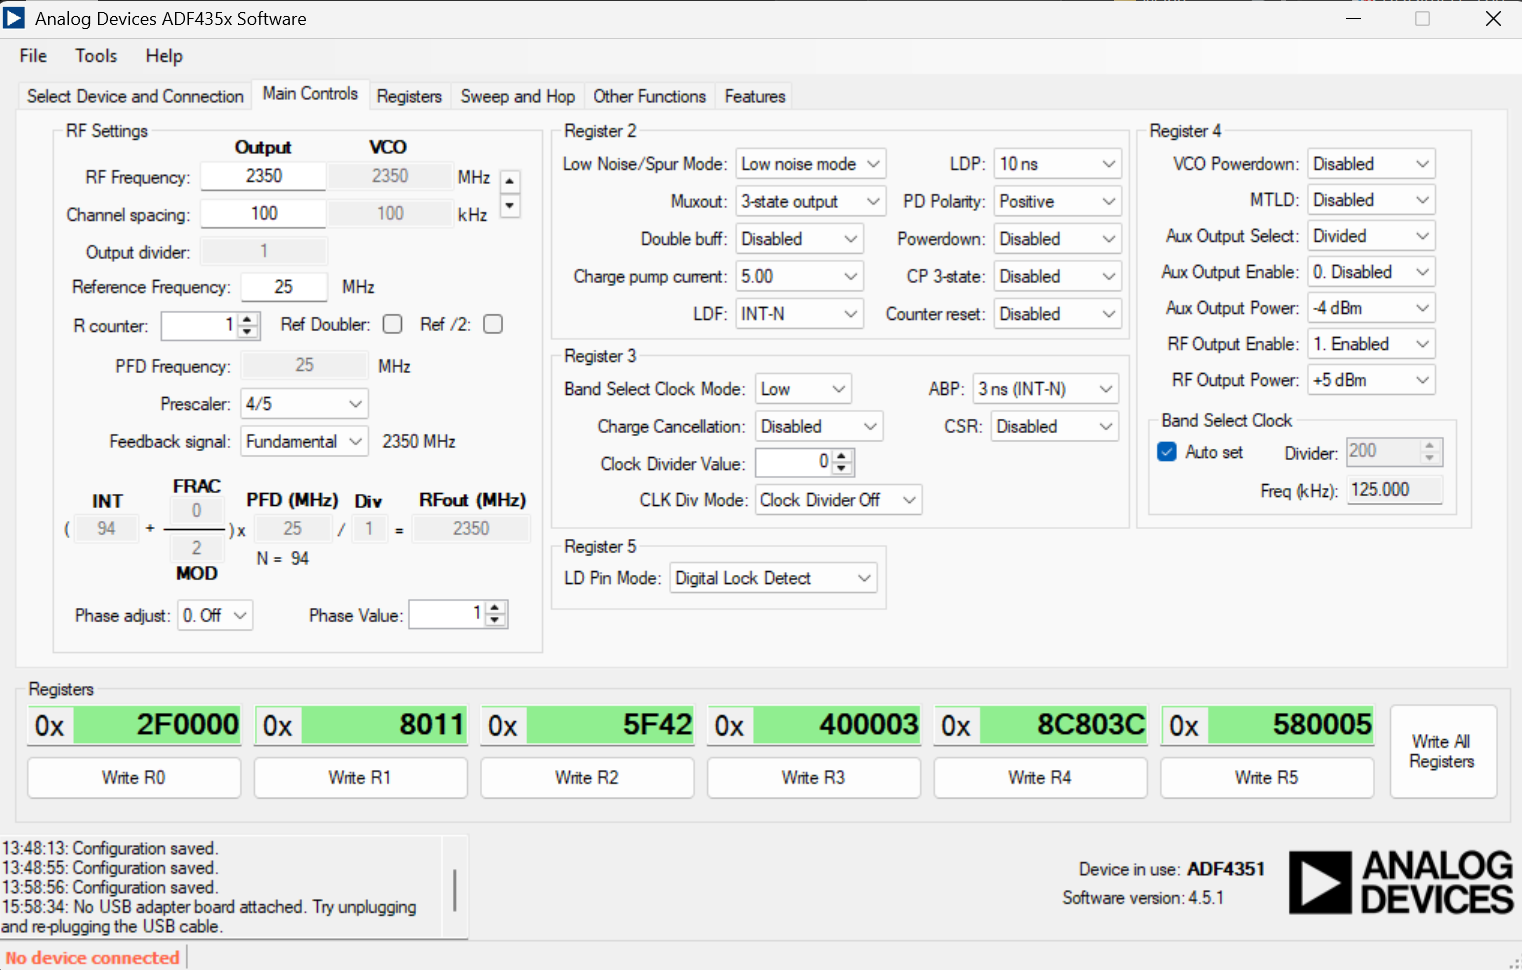 Analog Devices ADF435x Software
File Tools Help
Select Device and Connection Main Controls Registers Sweep and Hop Other Functions Features
RF Settings
Output VCO
RF Frequency: 2350 2350 MHz
Channel spacing: 100 100 kHz
Output divider: 1
Reference Frequency: 25 MHz
R counter: 1 Ref Doubler: Ref /2:
PFD Frequency: 25 MHz
Prescaler: 4/5
Feedback signal: Fundamental 2350 MHz
INT FRAC PFD (MHz) Div RFout (MHz)
( 94 + 0 / 2 ) x 25 / 1 = 2350
MOD N = 94
Phase adjust: 0. Off Phase Value: 1
Register 2
Low Noise/Spur Mode: Low noise mode LDP: 10 ns
Muxout: 3-state output PD Polarity: Positive
Double buff: Disabled Powerdown: Disabled
Charge pump current: 5.00 CP 3-state: Disabled
LDF: INT-N Counter reset: Disabled
Register 3
Band Select Clock Mode: Low ABP: 3 ns (INT-N)
Charge Cancellation: Disabled CSR: Disabled
Clock Divider Value: 0
CLK Div Mode: Clock Divider Off
Register 5
LD Pin Mode: Digital Lock Detect
Register 4
VCO Powerdown: Disabled
MTLD: Disabled
Aux Output Select: Divided
Aux Output Enable: 0. Disabled
Aux Output Power: -4 dBm
RF Output Enable: 1. Enabled
RF Output Power: +5 dBm
Band Select Clock
Auto set Divider: 200
Freq (kHz): 125.000
Registers
0x 2F0000 0x 8011 0x 5F42 0x 400003 0x 8C803C 0x 580005
Write R0 Write R1 Write R2 Write R3 Write R4 Write R5
Write All
Registers
13:48:13: Configuration saved.
13:48:55: Configuration saved.
13:58:56: Configuration saved.
15:58:34: No USB adapter board attached. Try unplugging
and re-plugging the USB cable.
Device in use: ADF4351
Software version: 4.5.1
ANALOG
DEVICES
No device connected